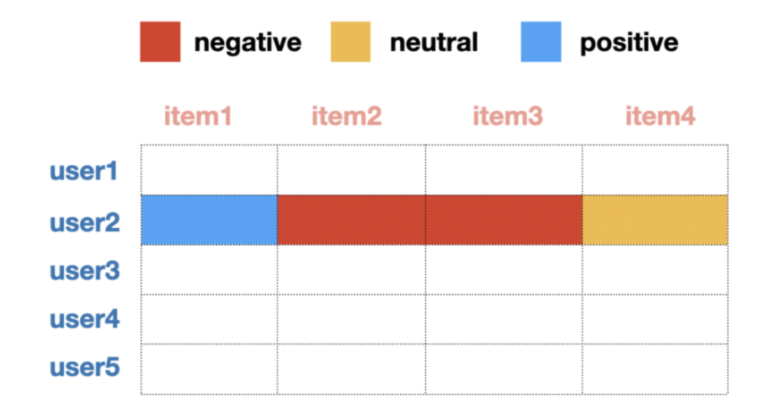 negative neutral positive
item1 item2 item3 item4
user1
user2
user3
user4
user5